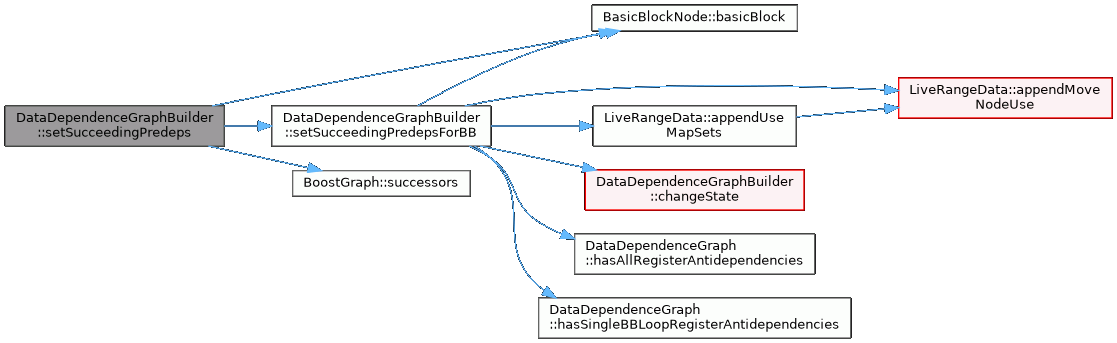 BasicBlockNode::basicBlock
LiveRangeData::appendMove
NodeUse
DataDependenceGraphBuilder
::setSucceedingPredeps
DataDependenceGraphBuilder
::setSucceedingPredepsForBB
LiveRangeData::appendUse
MapSets
BoostGraph::successors
DataDependenceGraphBuilder
::changeState
DataDependenceGraph
::hasAllRegisterAntidependencies
DataDependenceGraph
::hasSingleBBLoopRegisterAntidependencies